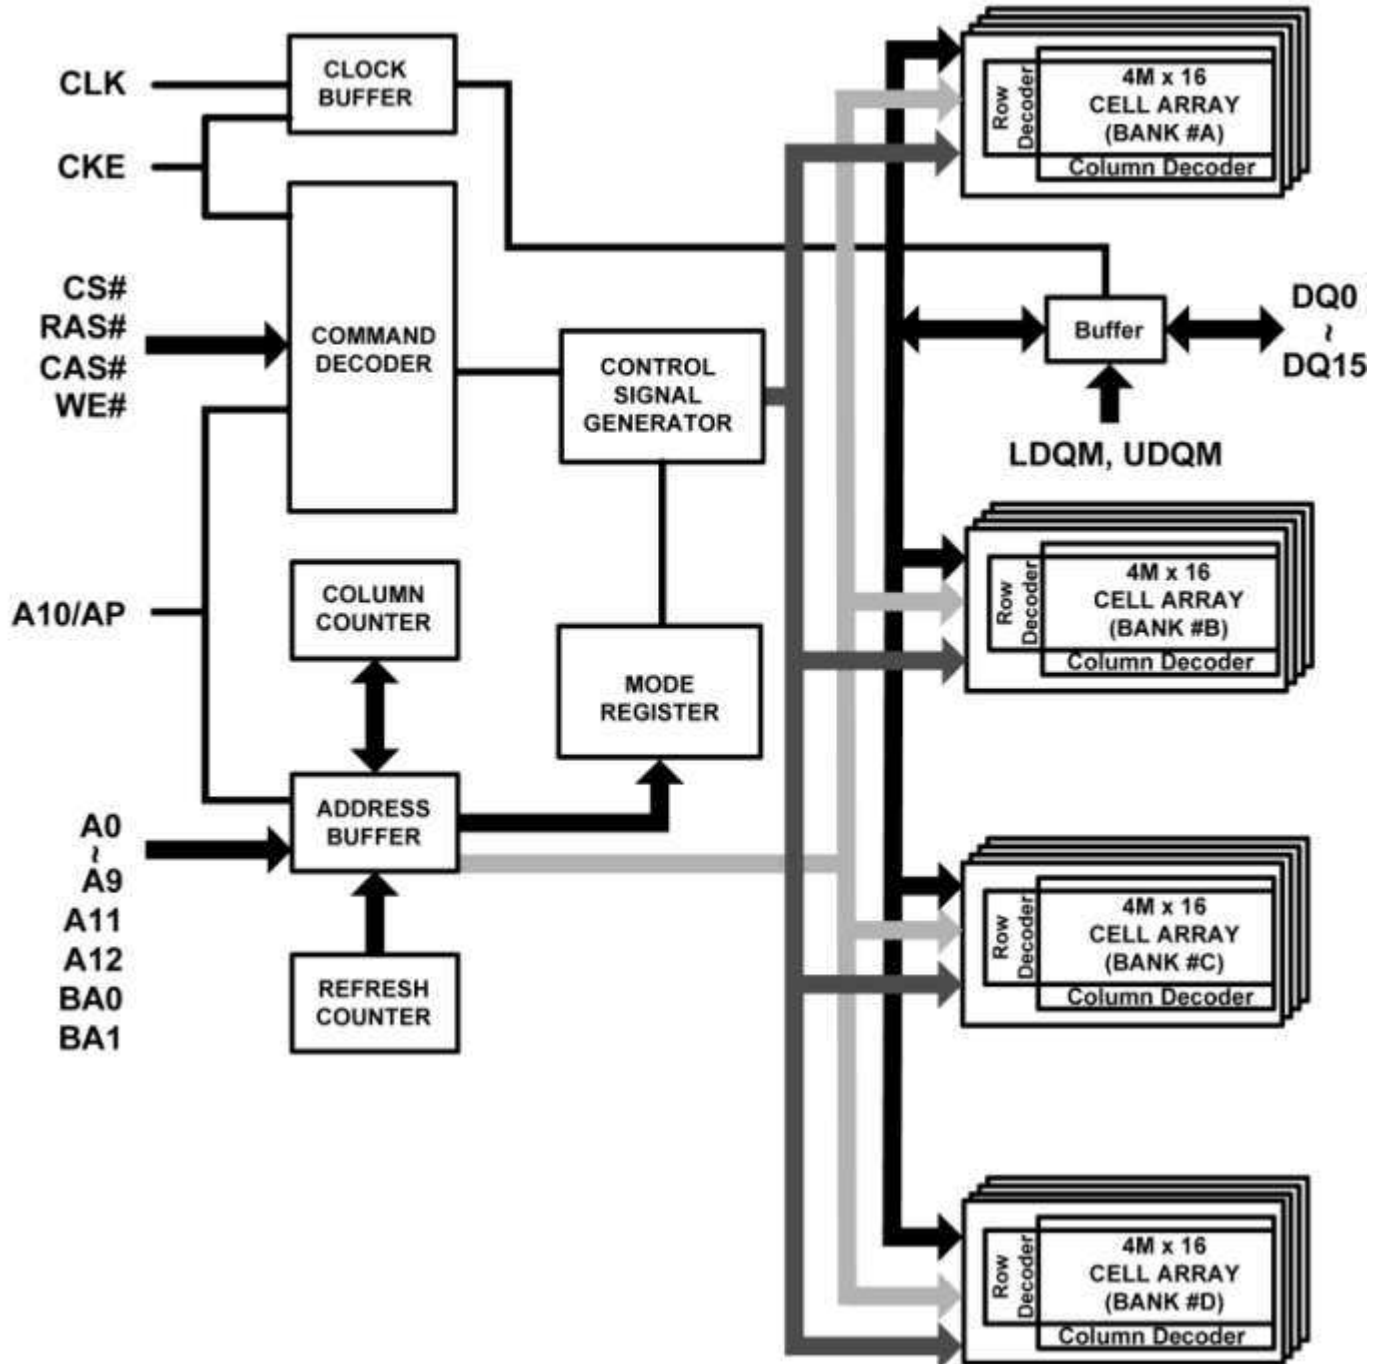 CLK
CKE
CLOCK
BUFFER
CS#
RAS#
CAS#
WE#
COMMAND
DECODER
CONTROL
SIGNAL
GENERATOR
A10/AP
COLUMN
COUNTER
MODE
REGISTER
A0
~
A9
A11
A12
BA0
BA1
ADDRESS
BUFFER
REFRESH
COUNTER
Row
Decoder
4M x 16
CELL ARRAY
(BANK #A)
Column Decoder
Buffer
DQ0
~
DQ15
LDQM, UDQM
Row
Decoder
4M x 16
CELL ARRAY
(BANK #B)
Column Decoder
Row
Decoder
4M x 16
CELL ARRAY
(BANK #C)
Column Decoder
Row
Decoder
4M x 16
CELL ARRAY
(BANK #D)
Column Decoder